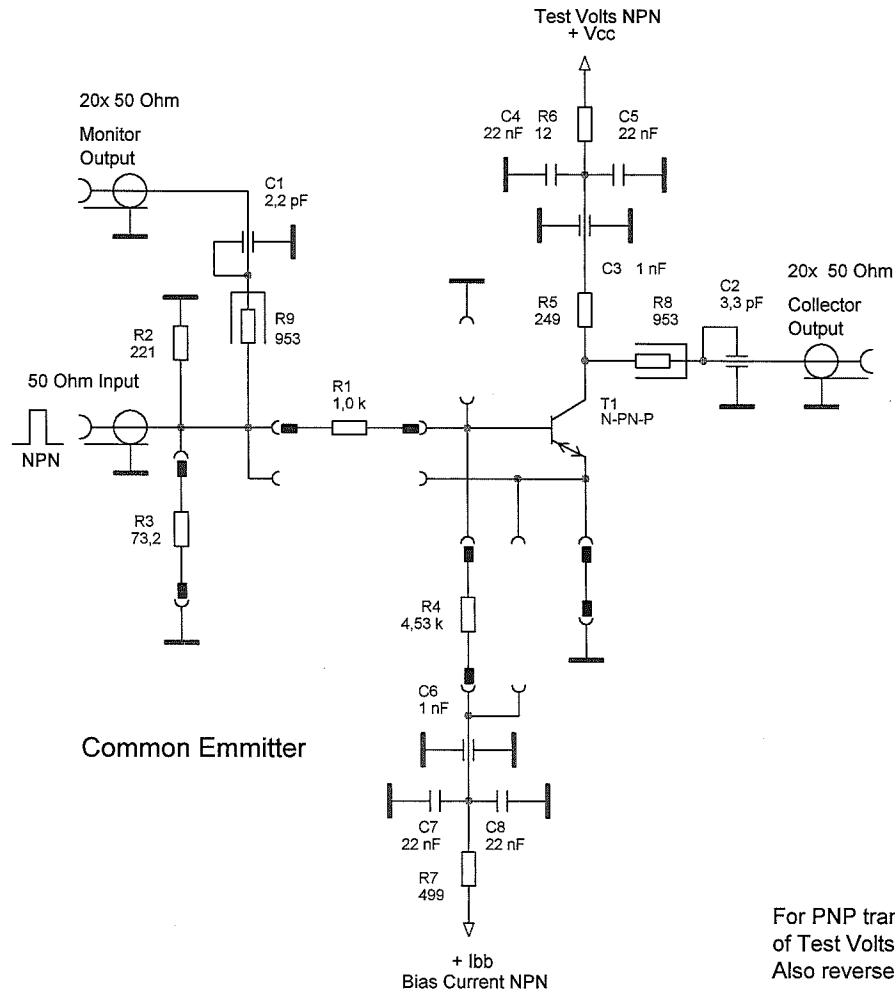 Test Volts NPN
+ Vcc
20x 50 Ohm
Monitor
Output
C4
22 nF
R6
12
C5
22 nF
C1
2,2 pF
C3 1 nF
20x 50 Ohm
Collector
Output
R5
249
R8
953
C2
3,3 pF
R2
221
R9
953
50 Ohm Input
NPN
R1
1,0 k
T1
N-PN-P
R3
73,2
R4
4,53 k
C6
1 nF
Common Emmitter
C7
22 nF
C8
22 nF
R7
499
+ Ibb
Bias Current NPN
For PNP tran
of Test Volts
Also reverse